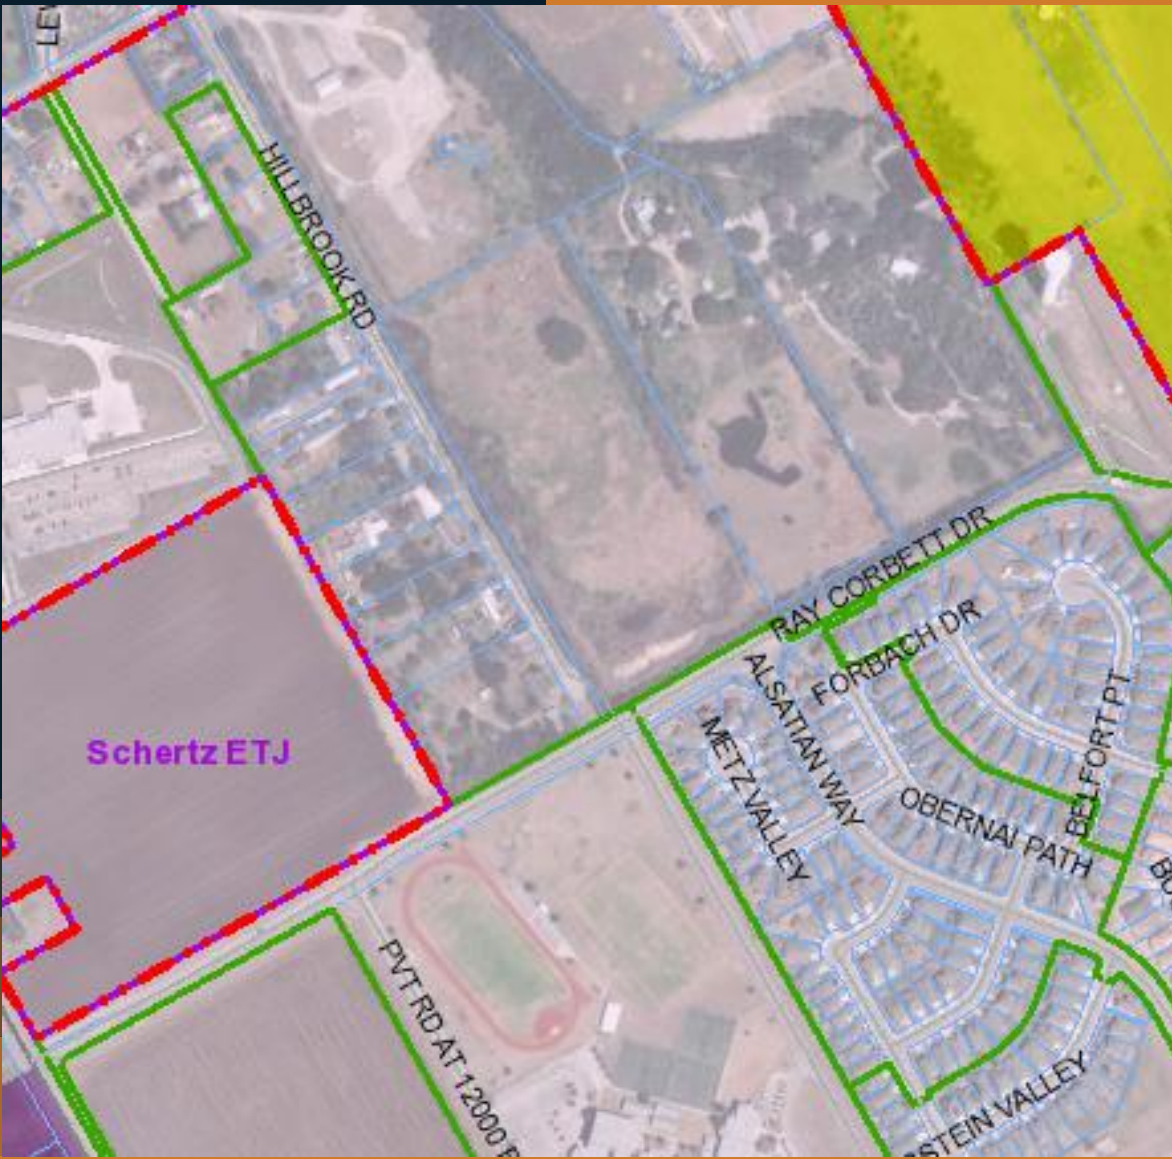 HILLBROOK RD
RAY CORBETT DR
FORBACH DR
ALSATIAN WAY
METZ VALLEY
BELFORT PT
Schertz ETJ
OBERNAI PATH
PVT RD AT 12000
STEIN VALLEY